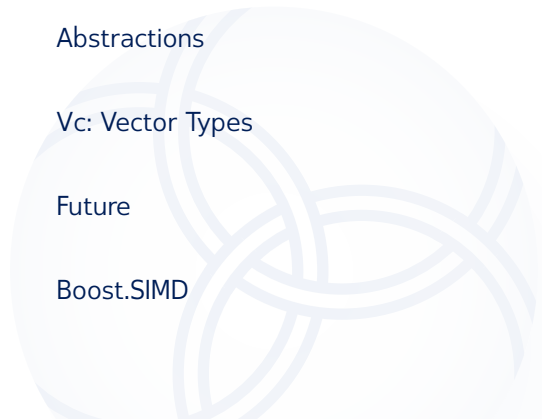 Abstractions
Vc: Vector Types
Future
Boost.SIMD